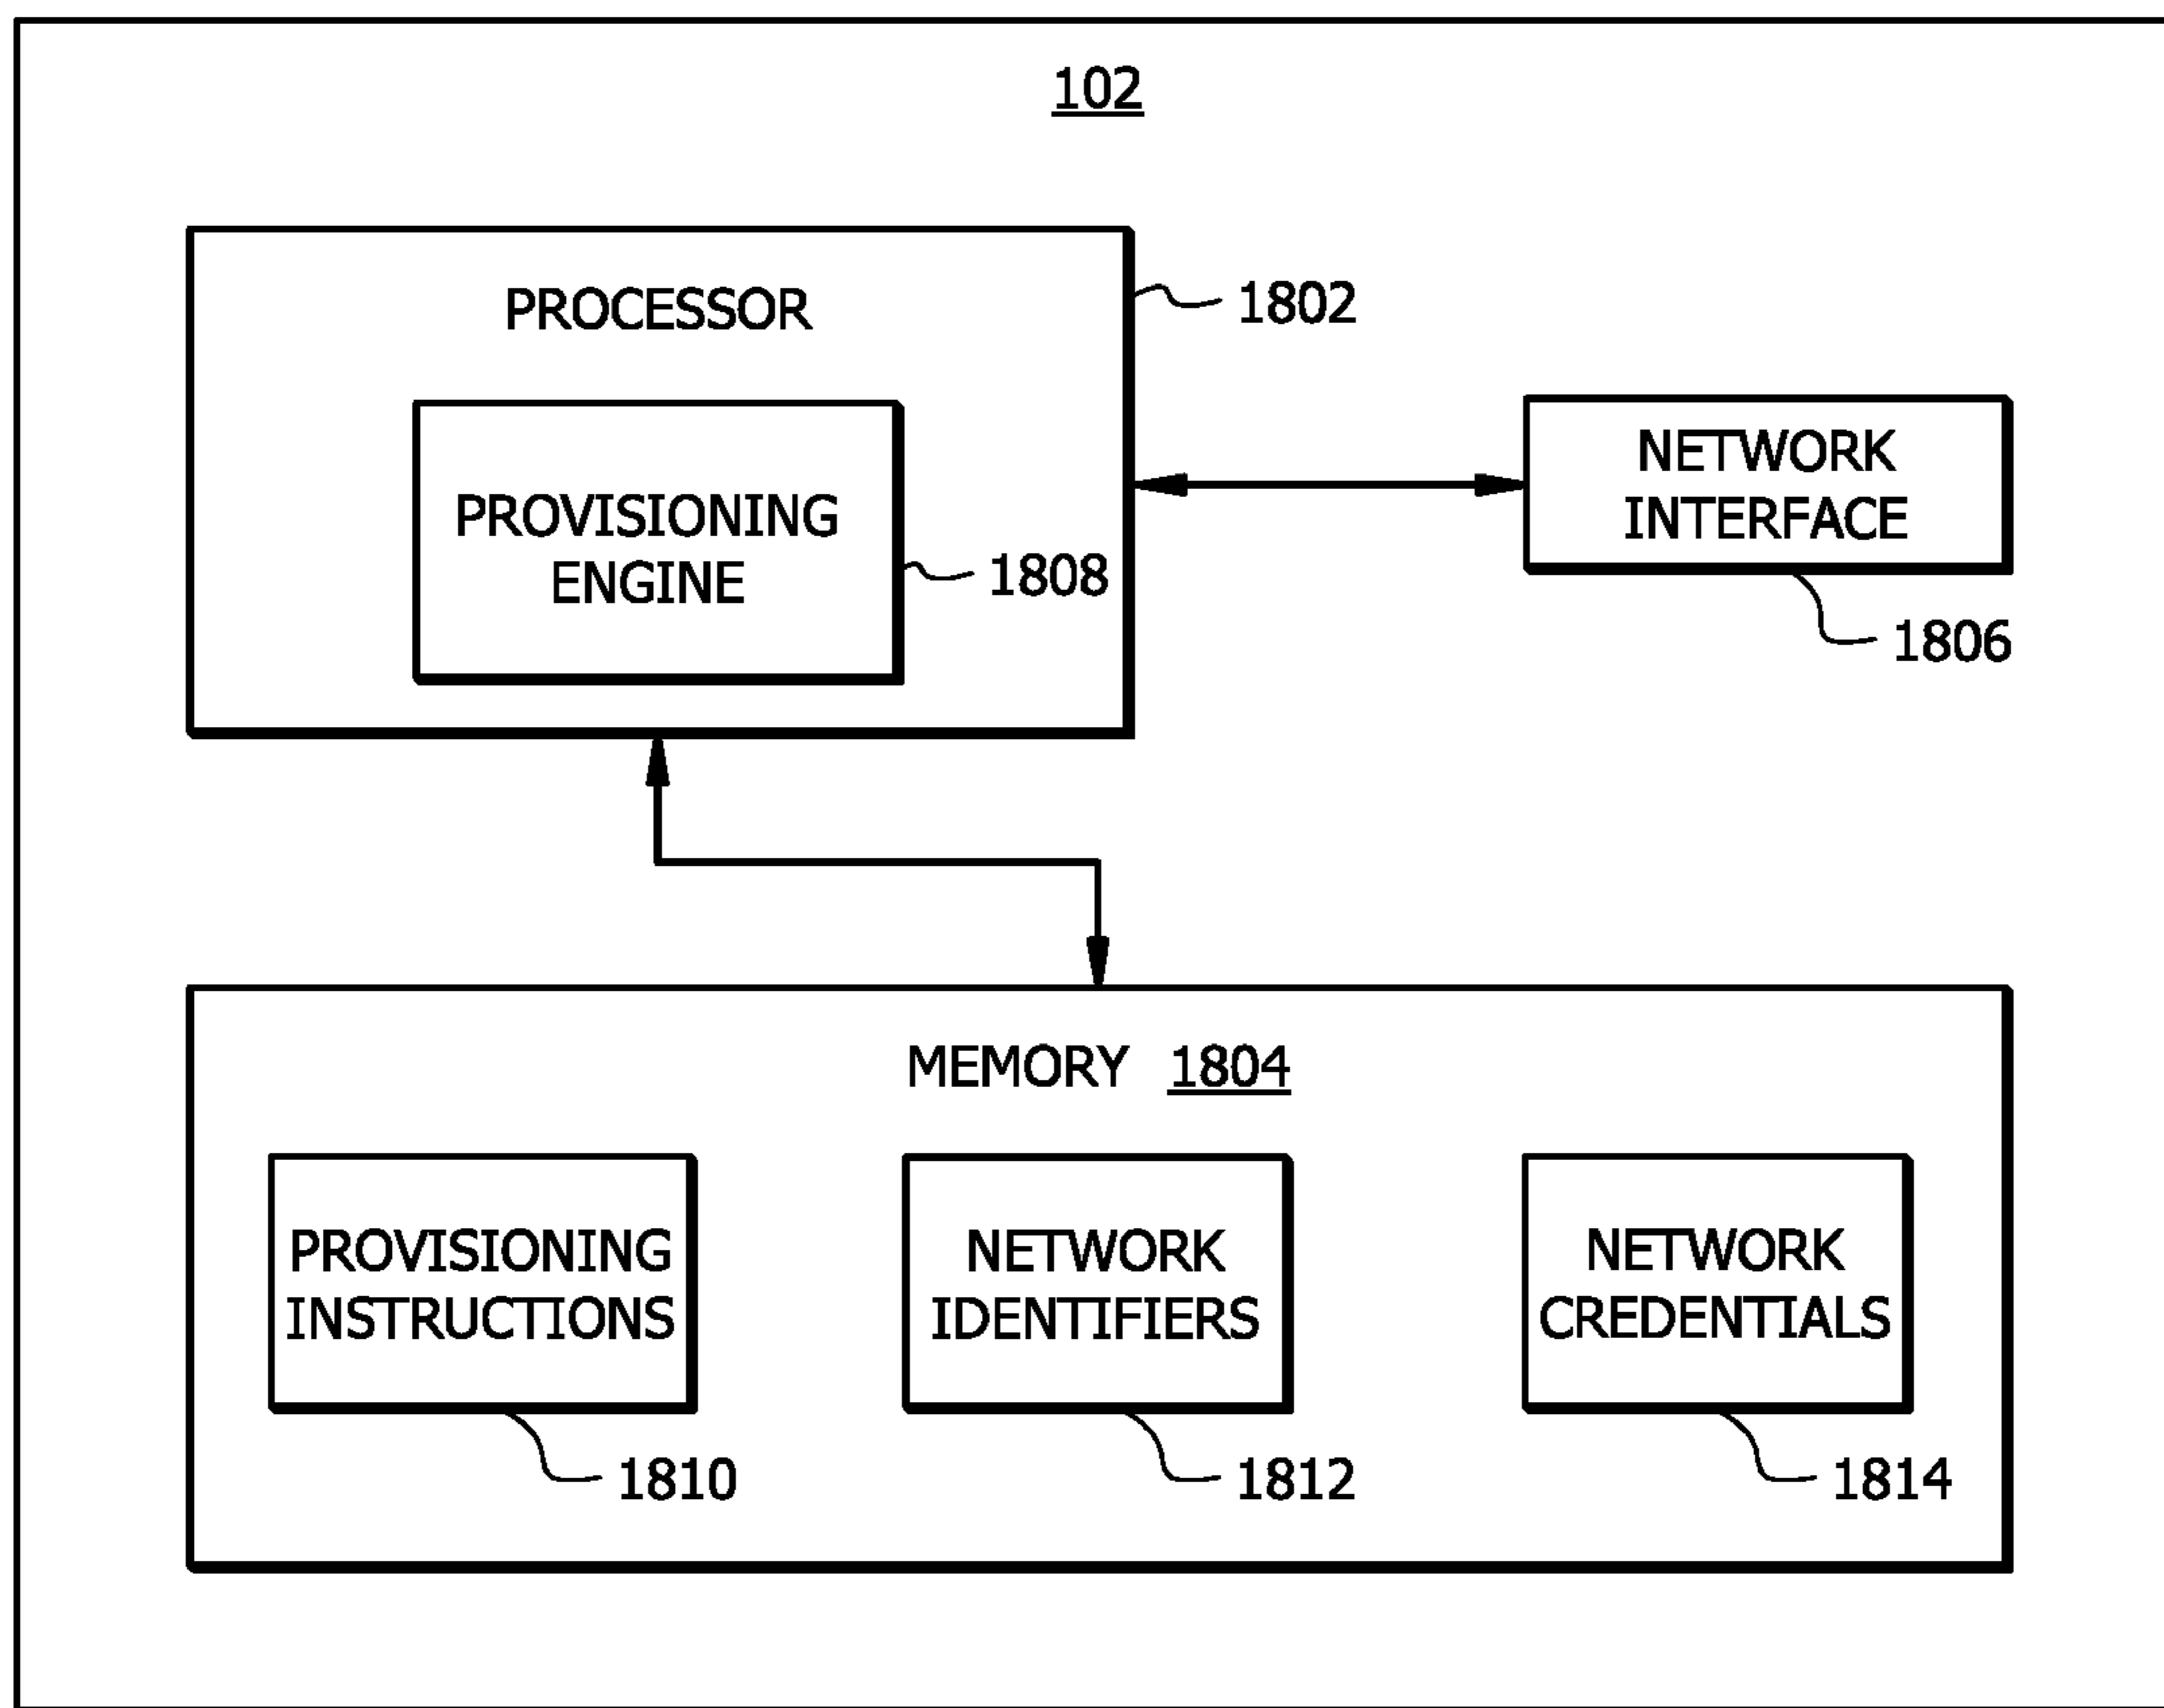 102
PROCESSOR
1802
PROVISIONING
ENGINE
1808
NETWORK
INTERFACE
1806
MEMORY 1804
PROVISIONING
INSTRUCTIONS
1810
NETWORK
IDENTIFIERS
1812
NETWORK
CREDENTIALS
1814